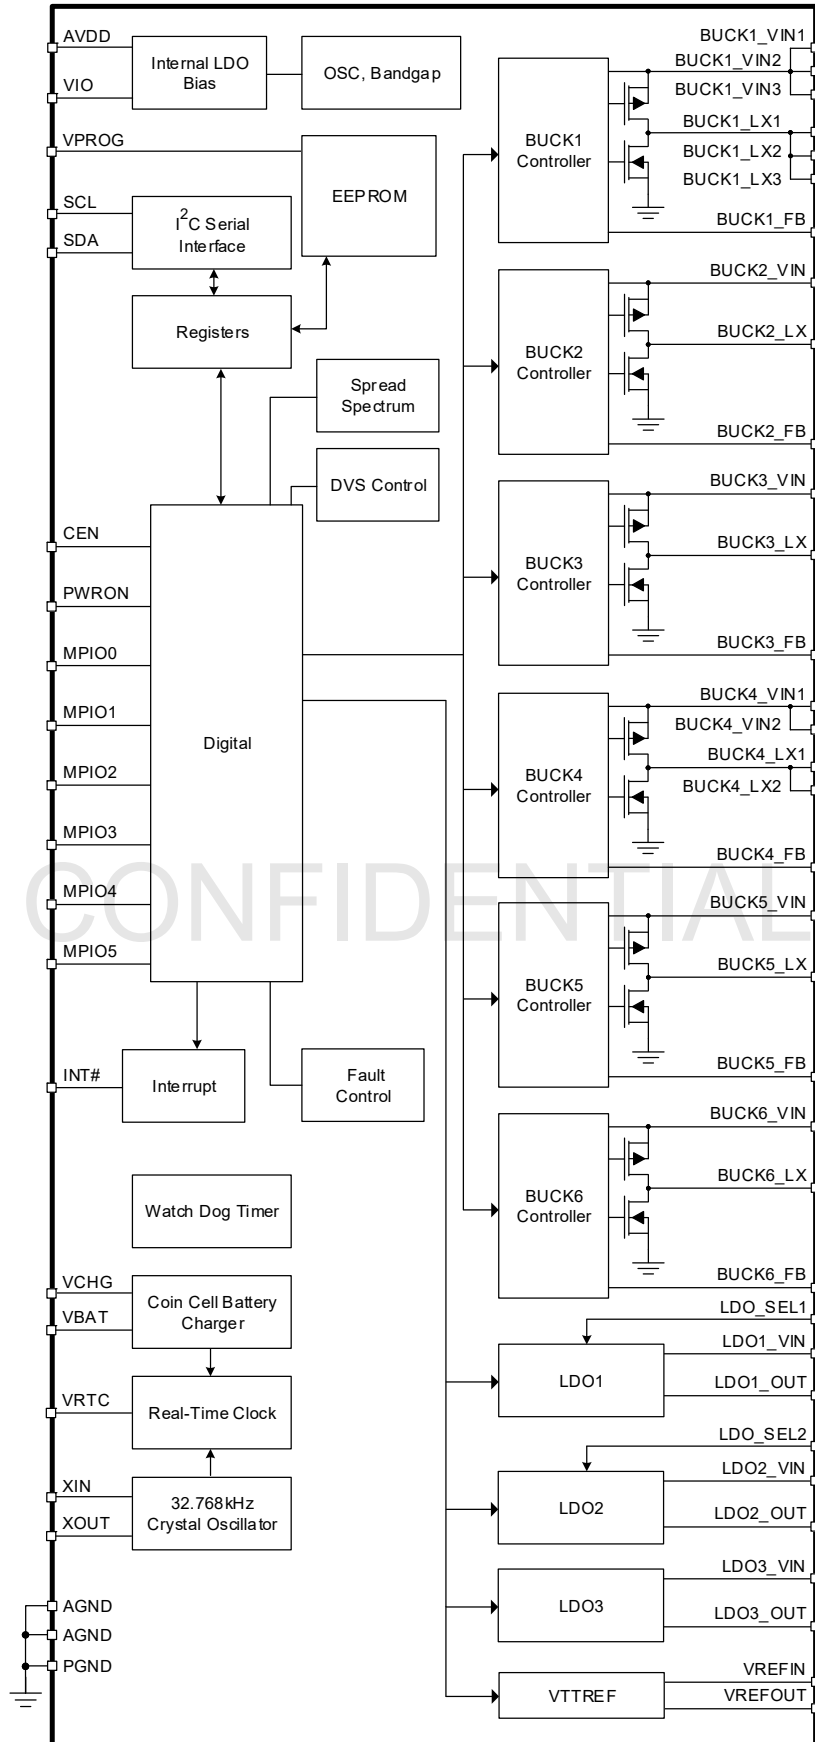 AVDD
VIO
Internal LDO
Bias
OSC, Bandgap
VPROG
EEPROM
SCL
SDA
I2C Serial
Interface
Registers
Spread
Spectrum
DVS Control
CEN
PWRON
MPIO0
MPIO1
MPIO2
MPIO3
MPIO4
MPIO5
Digital
INT#
Interrupt
Fault
Control
Watch Dog Timer
VCHG
VBAT
Coin Cell Battery
Charger
VRTC
Real-Time Clock
XIN
XOUT
32.768kHz
Crystal Oscillator
AGND
AGND
PGND
BUCK1
Controller
BUCK1_VIN1
BUCK1_VIN2
BUCK1_VIN3
BUCK1_LX1
BUCK1_LX2
BUCK1_LX3
BUCK1_FB
BUCK2
Controller
BUCK2_VIN
BUCK2_LX
BUCK2_FB
BUCK3
Controller
BUCK3_VIN
BUCK3_LX
BUCK3_FB
BUCK4
Controller
BUCK4_VIN1
BUCK4_VIN2
BUCK4_LX1
BUCK4_LX2
BUCK4_FB
CONFIDENTIAL
BUCK5
Controller
BUCK5_VIN
BUCK5_LX
BUCK5_FB
BUCK6
Controller
BUCK6_VIN
BUCK6_LX
BUCK6_FB
LDO_SEL1
LDO1
LDO1_VIN
LDO1_OUT
LDO_SEL2
LDO2
LDO2_VIN
LDO2_OUT
LDO3
LDO3_VIN
LDO3_OUT
VTTREF
VREFIN
VREFOUT